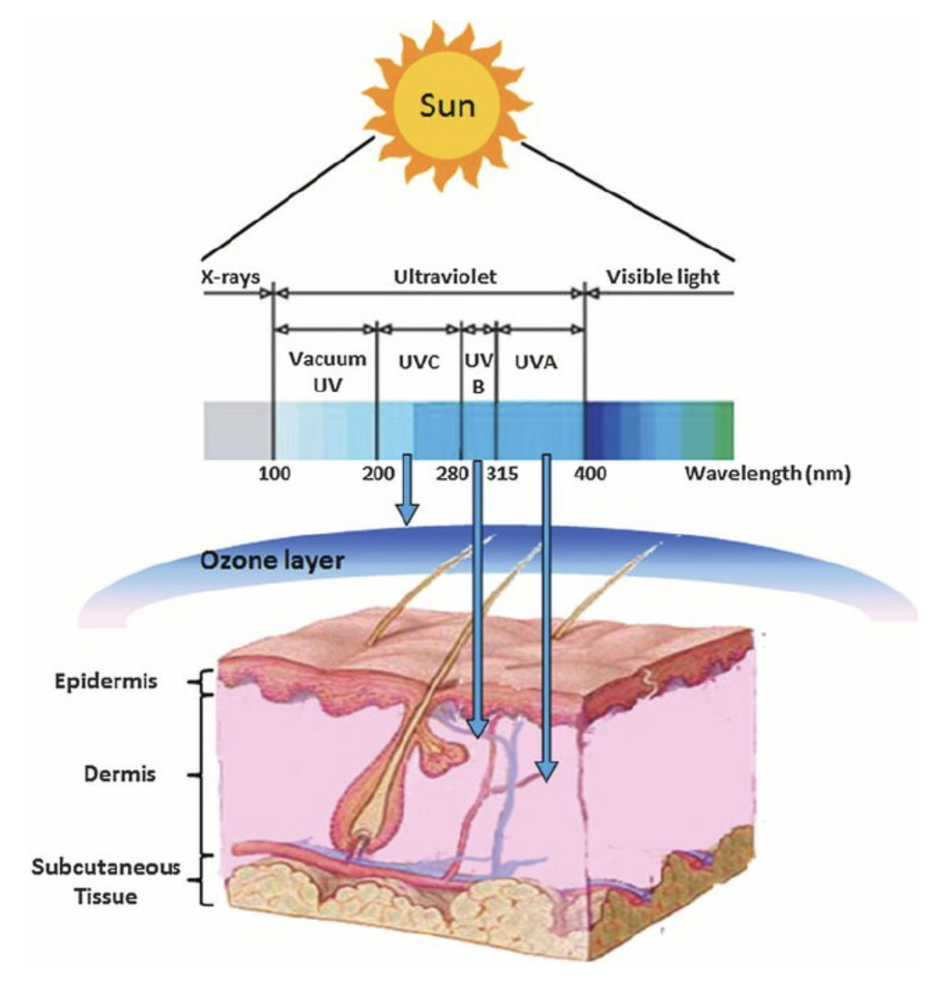 Sun
X-rays
Ultraviolet
Visible light
Vacuum
UV
UVC
UV
B
UVA
100
200
280
315
400
Wavelength (nm)
Ozone layer
Epidermis
Dermis
Subcutaneous
Tissue